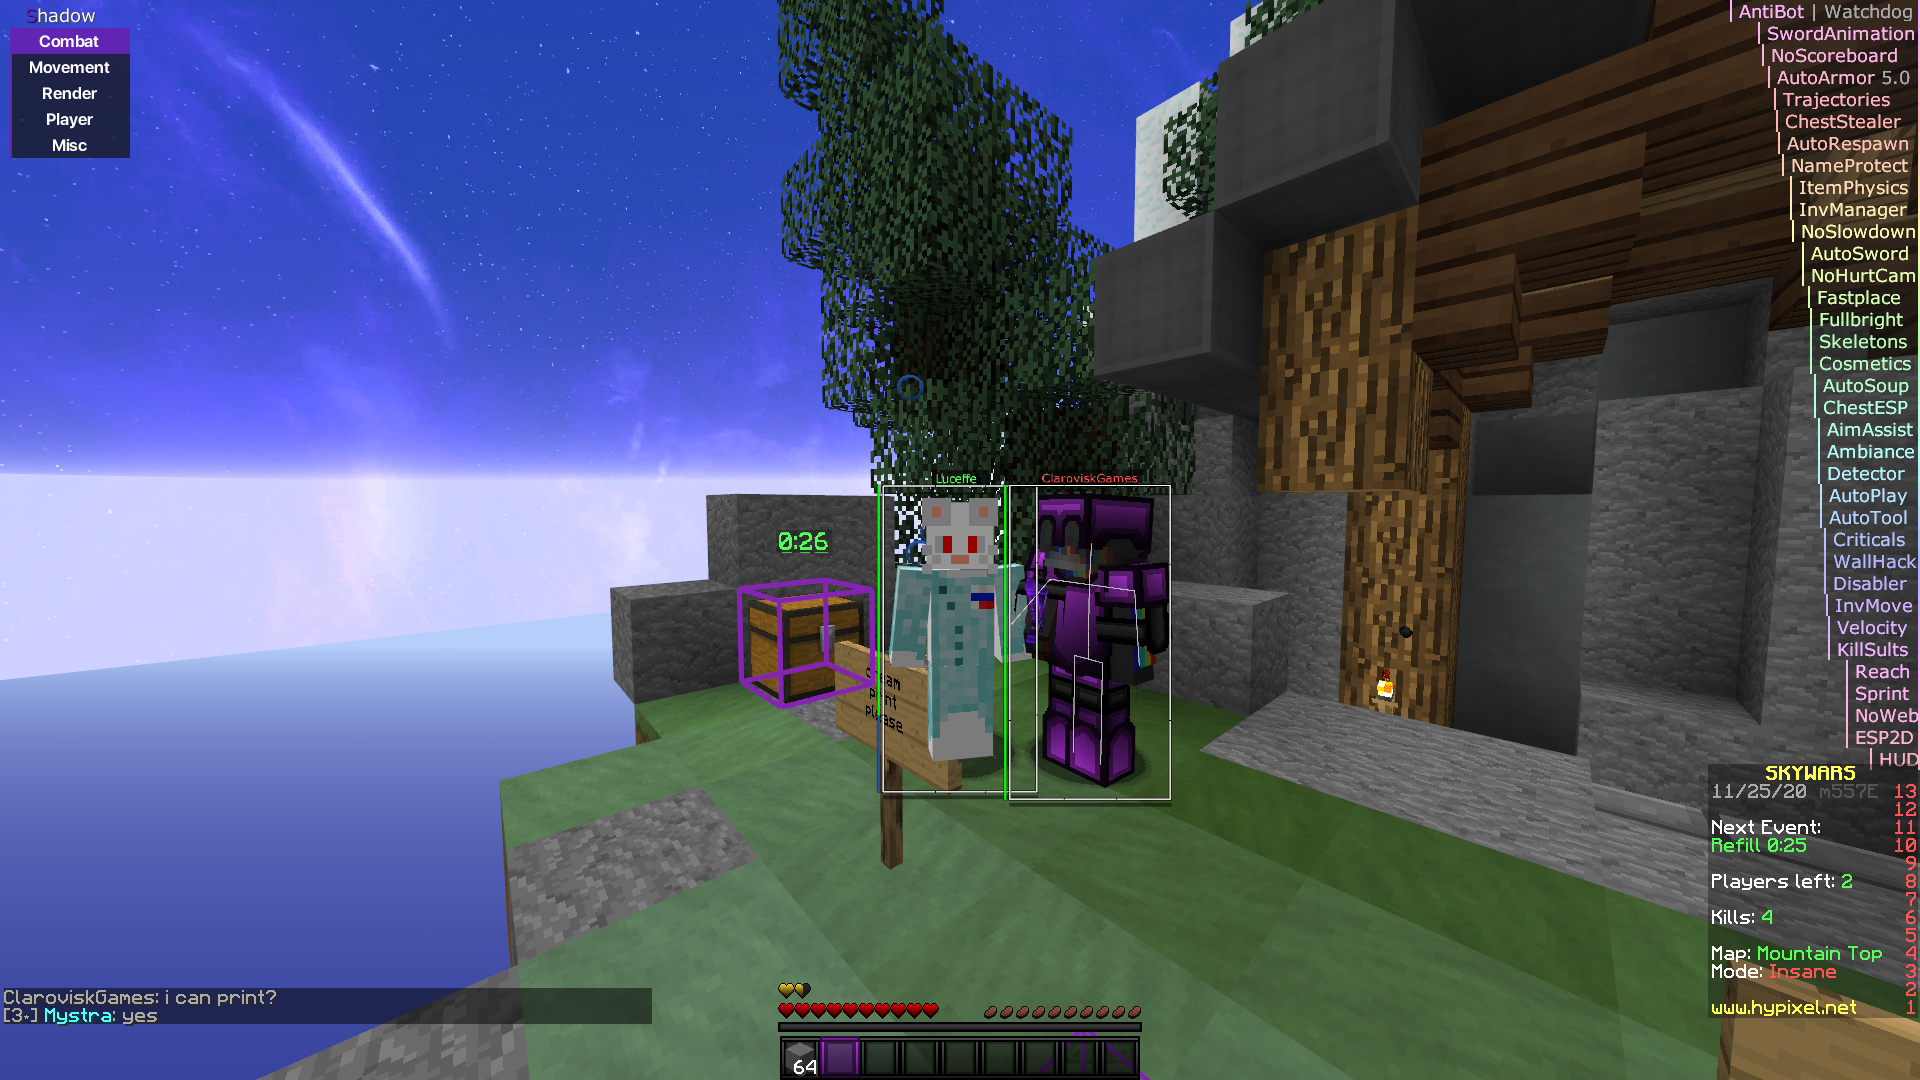 Shadow
Combat
Movement
Render
Player
Misc
AntiBot | Watchdog
SwordAnimation
NoScoreboard
AutoArmor 5.0
Trajectories
ChestStealer
AutoRespawn
NameProtect
ItemPhysics
InvManager
NoSlowdown
AutoSword
NoHurtCam
Fastplace
Fullbright
Skeletons
Cosmetics
AutoSoup
ChestESP
AimAssist
Ambiance
Detector
AutoPlay
AutoTool
Criticals
WallHack
Disabler
InvMove
Velocity
KillSults
Reach
Sprint
NoWeb
ESP2D
HUD
Luceffe
ClaroviskGames
0:26
print
please
SKYWARS
11/25/20 m557E 13
12
Next Event: 11
Refill 0:25 10
9
Players left: 2 8
7
Kills: 4 6
5
Map: Mountain Top 4
Mode: Insane 3
2
www.hypixel.net 1
ClaroviskGames: i can print?
[3⋆] Mystra: yes
64